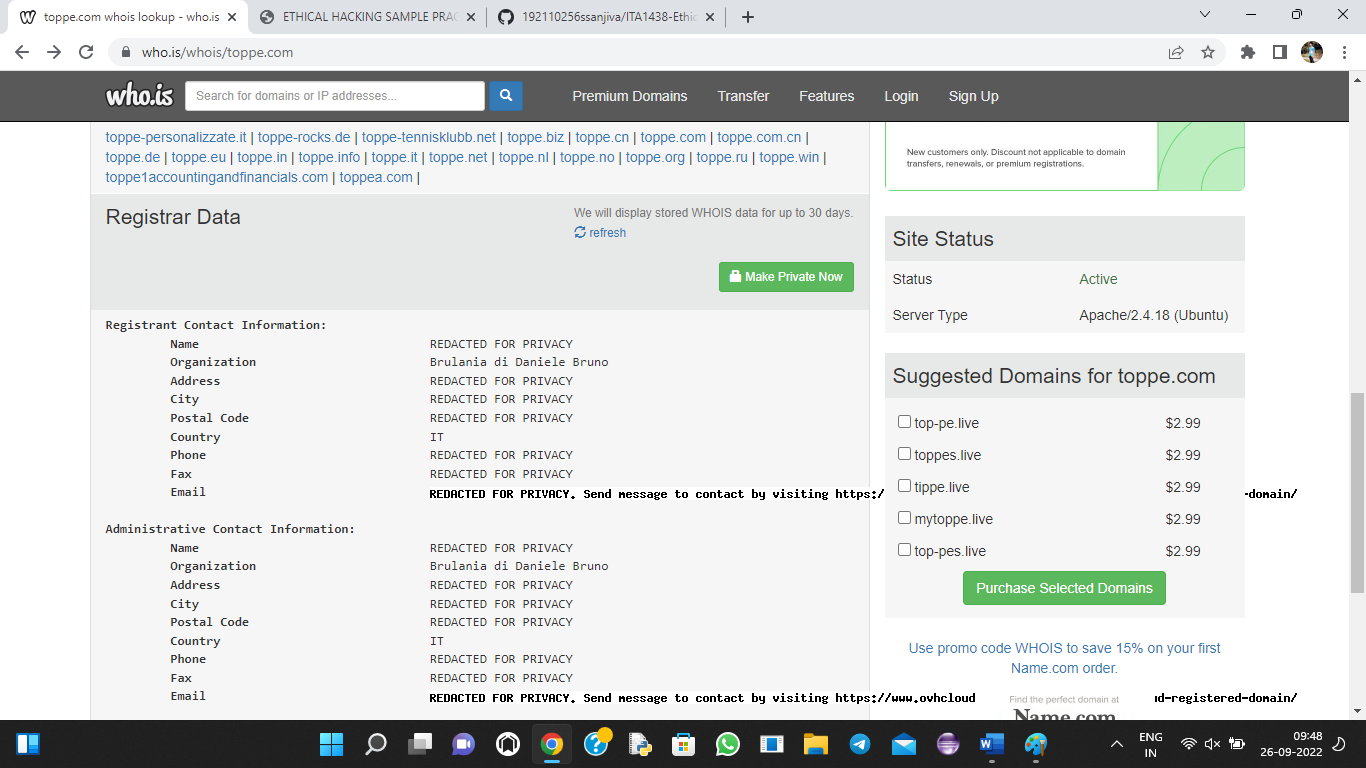 toppe.com whois lookup - who.is
ETHICAL HACKING SAMPLE PRAC
192110256ssanjiva/ITA1438-Ethic
who.is/whois/toppe.com
who.is
Search for domains or IP addresses...
Premium Domains
Transfer
Features
Login
Sign Up
toppe-personalizzate.it | toppe-rocks.de | toppe-tennisklubb.net | toppe.biz | toppe.cn | toppe.com | toppe.com.cn |
toppe.de | toppe.eu | toppe.in | toppe.info | toppe.it | toppe.net | toppe.nl | toppe.no | toppe.org | toppe.ru | toppe.win |
toppe1accountingandfinancials.com | toppea.com |
Registrar Data
We will display stored WHOIS data for up to 30 days.
refresh
Make Private Now
Registrant Contact Information:
Name REDACTED FOR PRIVACY
Organization Brulania di Daniele Bruno
Address REDACTED FOR PRIVACY
City REDACTED FOR PRIVACY
Postal Code REDACTED FOR PRIVACY
Country IT
Phone REDACTED FOR PRIVACY
Fax REDACTED FOR PRIVACY
Email REDACTED FOR PRIVACY. Send message to contact by visiting https:/ -domain/
Administrative Contact Information:
Name REDACTED FOR PRIVACY
Organization Brulania di Daniele Bruno
Address REDACTED FOR PRIVACY
City REDACTED FOR PRIVACY
Postal Code REDACTED FOR PRIVACY
Country IT
Phone REDACTED FOR PRIVACY
Fax REDACTED FOR PRIVACY
Email REDACTED FOR PRIVACY. Send message to contact by visiting https://www.ovhcloud d-registered-domain/
New customers only. Discount not applicable to domain
transfers, renewals, or premium registrations.
Site Status
Status Active
Server Type Apache/2.4.18 (Ubuntu)
Suggested Domains for toppe.com
top-pe.live $2.99
toppes.live $2.99
tippe.live $2.99
mytoppe.live $2.99
top-pes.live $2.99
Purchase Selected Domains
Use promo code WHOIS to save 15% on your first
Name.com order.
Find the perfect domain at
Name.com
ENG
IN
09:48
26-09-2022